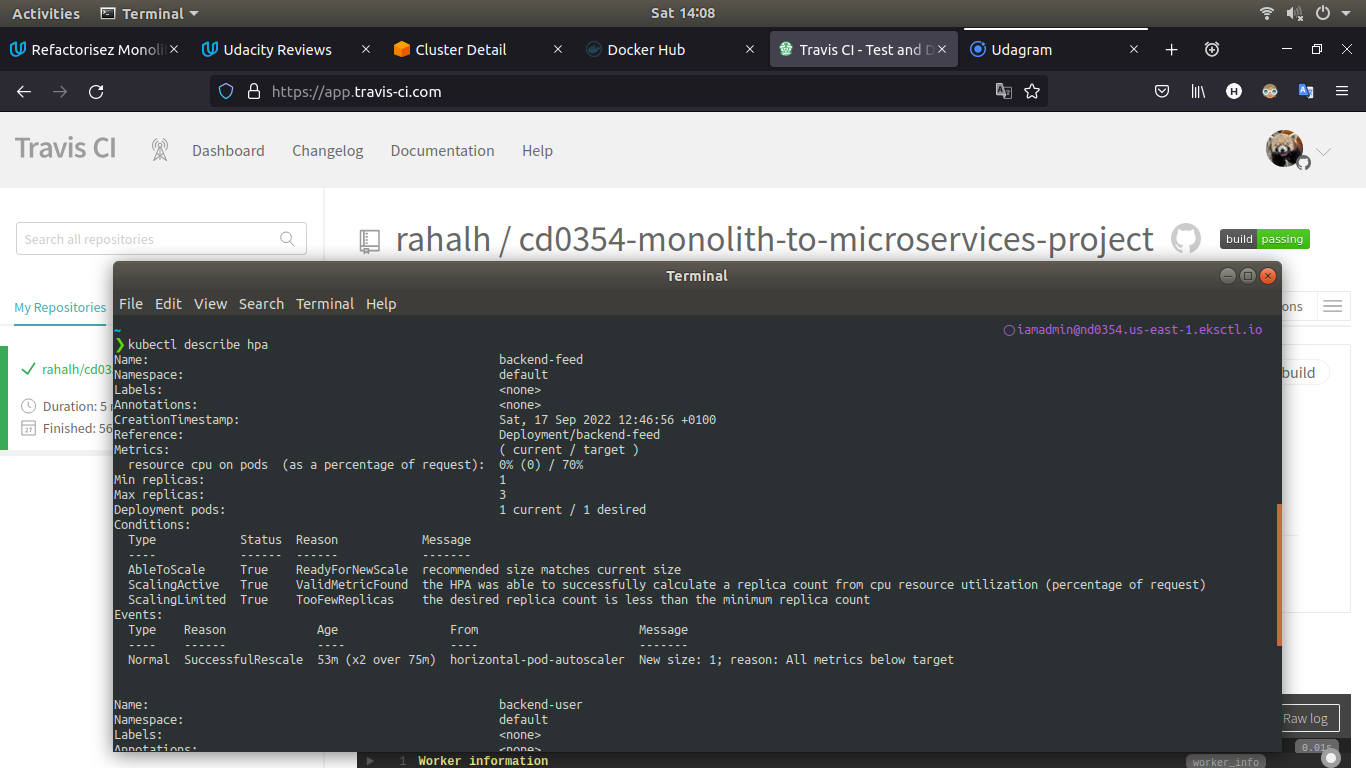 Activities Terminal Sat 14:08
Refactorisez Monoli Udacity Reviews Cluster Detail Docker Hub Travis CI - Test and D Udagram
https://app.travis-ci.com
Travis CI Dashboard Changelog Documentation Help
Search all repositories
rahalh / cd0354-monolith-to-microservices-project build passing
My Repositories
ions
rahalh/cd03
build
Duration: 5
Finished: 56
Terminal
File Edit View Search Terminal Help
~ iamadmin@nd0354.us-east-1.eksctl.io
❯ kubectl describe hpa
Name: backend-feed
Namespace: default
Labels: <none>
Annotations: <none>
CreationTimestamp: Sat, 17 Sep 2022 12:46:56 +0100
Reference: Deployment/backend-feed
Metrics: ( current / target )
resource cpu on pods (as a percentage of request): 0% (0) / 70%
Min replicas: 1
Max replicas: 3
Deployment pods: 1 current / 1 desired
Conditions:
Type Status Reason Message
---- ------ ------ -------
AbleToScale True ReadyForNewScale recommended size matches current size
ScalingActive True ValidMetricFound the HPA was able to successfully calculate a replica count from cpu resource utilization (percentage of request)
ScalingLimited True TooFewReplicas the desired replica count is less than the minimum replica count
Events:
Type Reason Age From Message
---- ------ ---- ---- -------
Normal SuccessfulRescale 53m (x2 over 75m) horizontal-pod-autoscaler New size: 1; reason: All metrics below target
Name: backend-user
Namespace: default
Labels: <none>
Annotations: <none>
Raw log
0.01s
1 Worker information worker_info